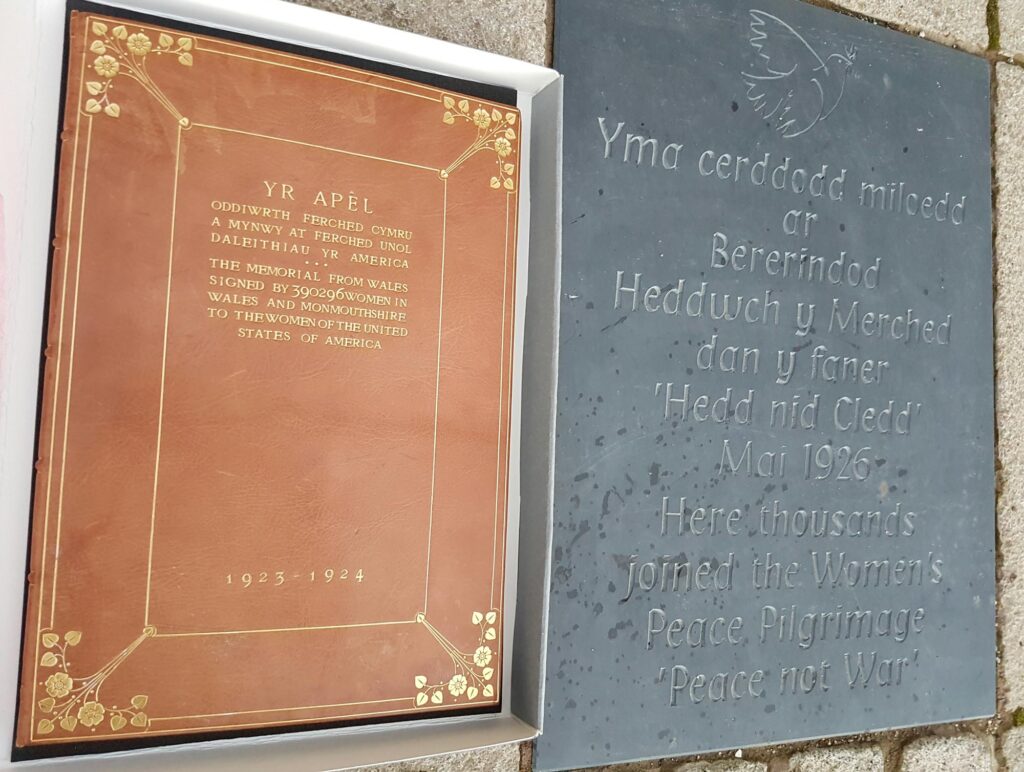 YR APÊL
ODDIWRTH FERCHED CYMRU
A MYNWY AT FERCHED UNOL
DALEITHIAU YR AMERICA
THE MEMORIAL FROM WALES
SIGNED BY 390296 WOMEN IN
WALES AND MONMOUTHSHIRE
TO THE WOMEN OF THE UNITED
STATES OF AMERICA
1923-1924
Yma cerddodd miloedd
ar
Bererindod
Heddwch y Merched
dan y faner
'Hedd nid Cledd'
Mai 1926
Here thousands
joined the Women's
Peace Pilgrimage
'Peace not War'